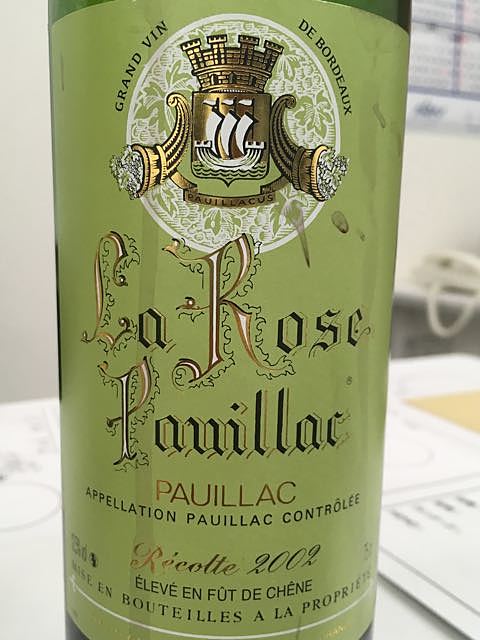 GRAND VIN DE BORDEAUX
PAUILLACUS
La Rose
Pauillac
®
PAUILLAC
APPELLATION PAUILLAC CONTRÔLÉE
Récolte 2002
ÉLEVÉ EN FÛT DE CHÊNE
MISE EN BOUTEILLES A LA PROPRIÉTÉ